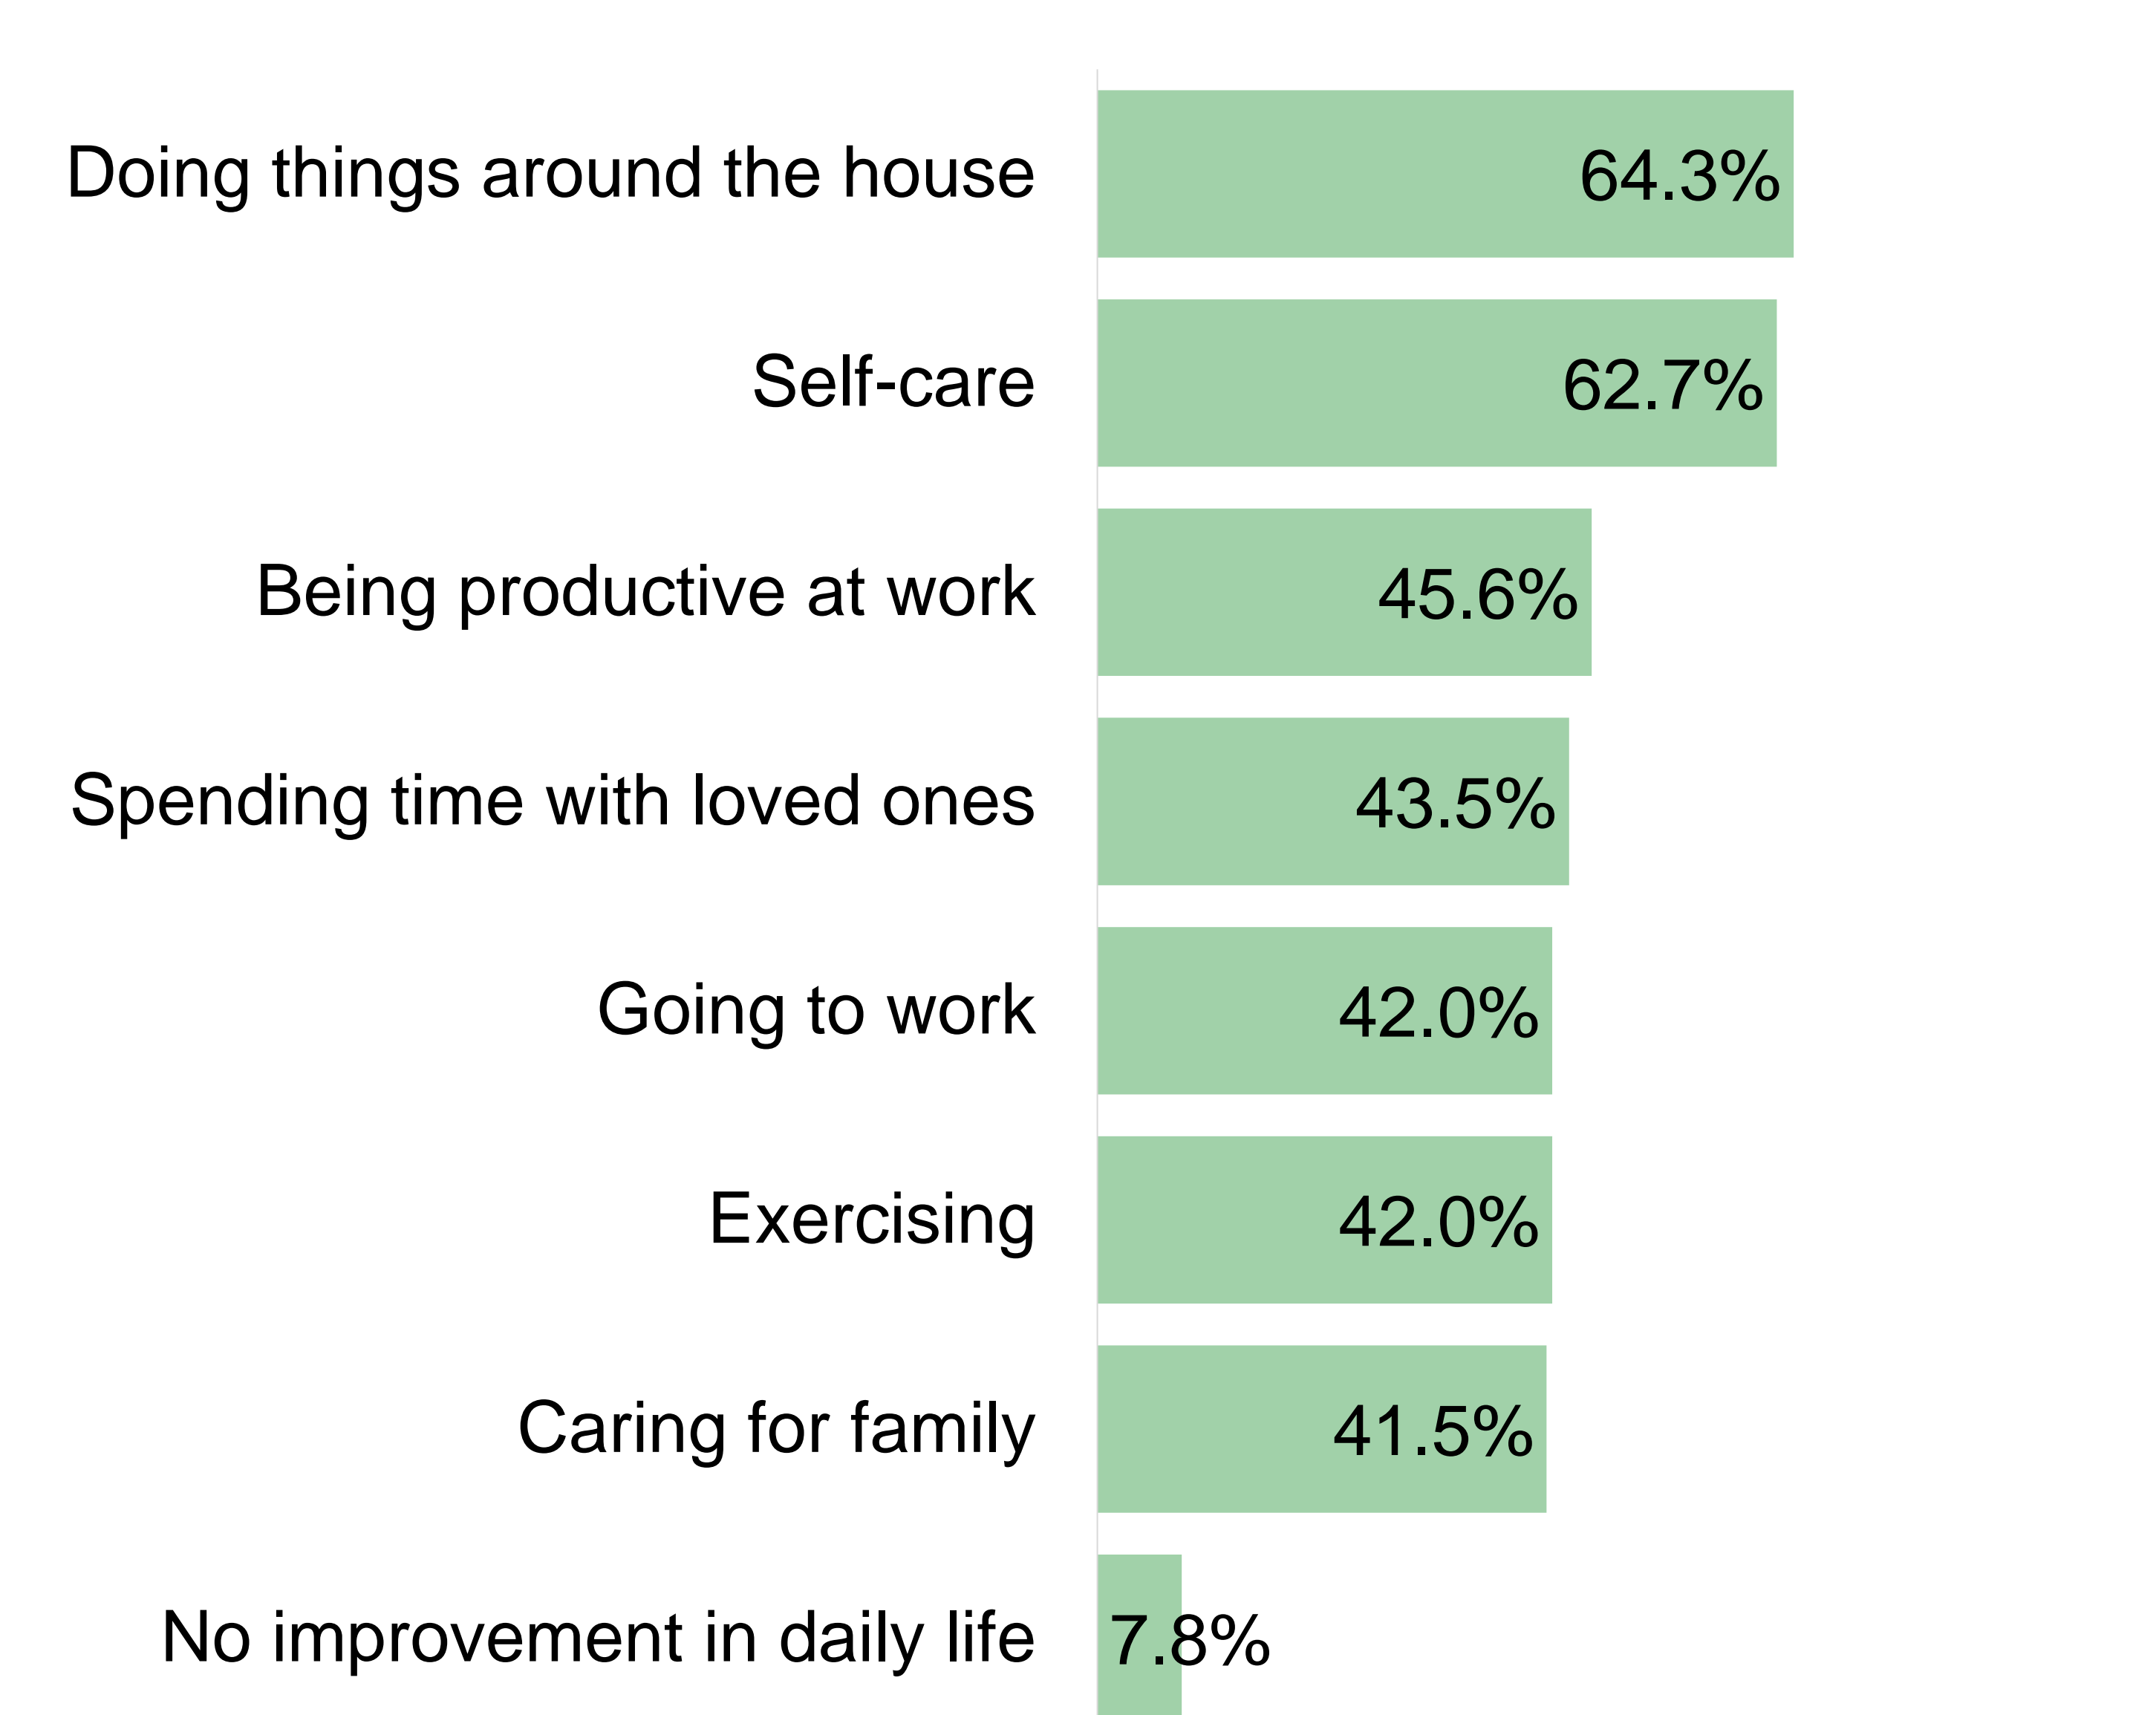 Doing things around the house 64.3%
Self-care 62.7%
Being productive at work 45.6%
Spending time with loved ones 43.5%
Going to work 42.0%
Exercising 42.0%
Caring for family 41.5%
No improvement in daily life 7.8%